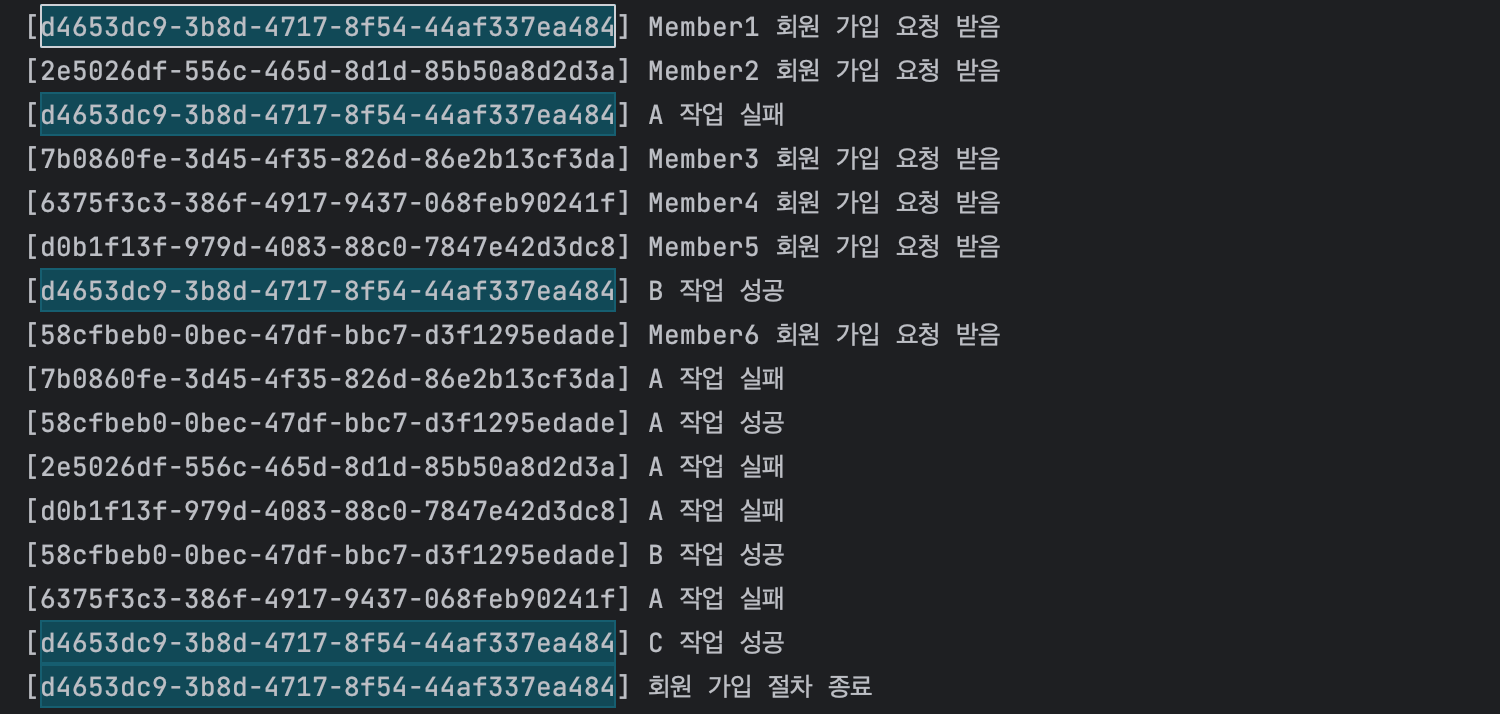 [d4653dc9-3b8d-4717-8f54-44af337ea484] Member1 회원 가입 요청 받음
[2e5026df-556c-465d-8d1d-85b50a8d2d3a] Member2 회원 가입 요청 받음
[d4653dc9-3b8d-4717-8f54-44af337ea484] A 작업 실패
[7b0860fe-3d45-4f35-826d-86e2b13cf3da] Member3 회원 가입 요청 받음
[6375f3c3-386f-4917-9437-068feb90241f] Member4 회원 가입 요청 받음
[d0b1f13f-979d-4083-88c0-7847e42d3dc8] Member5 회원 가입 요청 받음
[d4653dc9-3b8d-4717-8f54-44af337ea484] B 작업 성공
[58cfbeb0-0bec-47df-bbc7-d3f1295edade] Member6 회원 가입 요청 받음
[7b0860fe-3d45-4f35-826d-86e2b13cf3da] A 작업 실패
[58cfbeb0-0bec-47df-bbc7-d3f1295edade] A 작업 성공
[2e5026df-556c-465d-8d1d-85b50a8d2d3a] A 작업 실패
[d0b1f13f-979d-4083-88c0-7847e42d3dc8] A 작업 실패
[58cfbeb0-0bec-47df-bbc7-d3f1295edade] B 작업 성공
[6375f3c3-386f-4917-9437-068feb90241f] A 작업 실패
[d4653dc9-3b8d-4717-8f54-44af337ea484] C 작업 성공
[d4653dc9-3b8d-4717-8f54-44af337ea484] 회원 가입 절차 종료